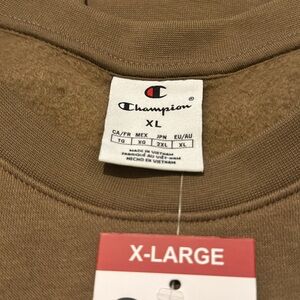 Champion®
XL
CA/FR MEX JPN EU/AU
TG XG 2XL XL
MADE IN VIETNAM
FABRIQUÉ AU VIÊT-NAM
HECHO EN VIETNAM
X-LARGE